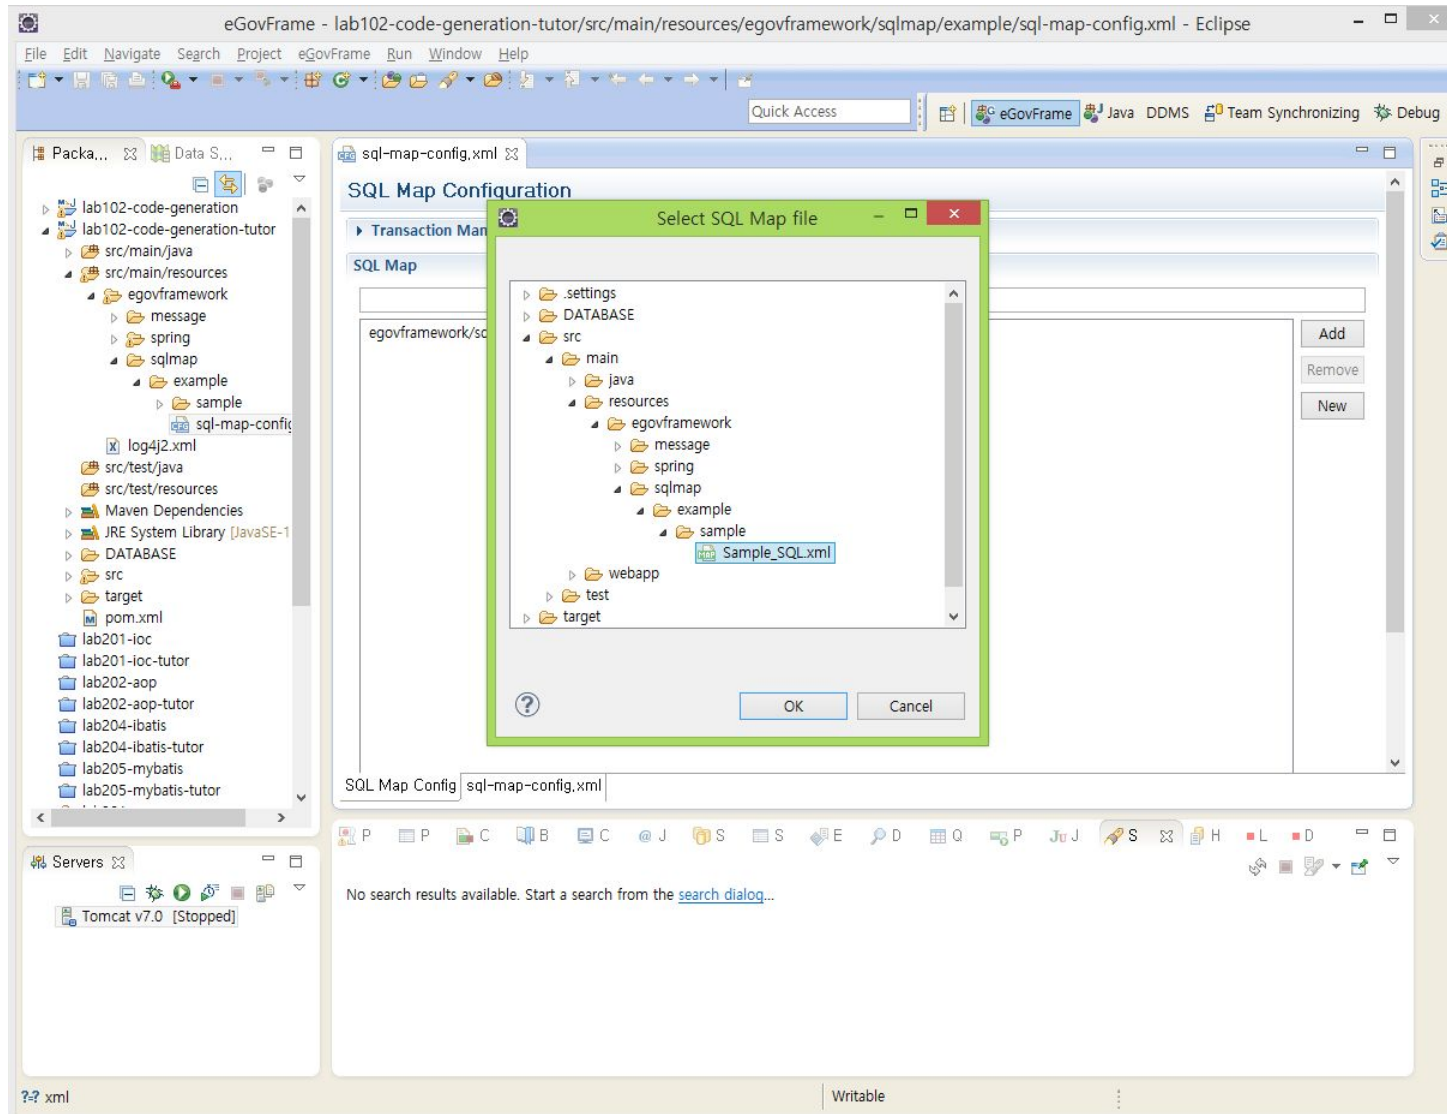 eGovFrame - lab102-code-generation-tutor/src/main/resources/egovframework/sqlmap/example/sql-map-config.xml - Eclipse
File Edit Navigate Search Project eGovFrame Run Window Help
Quick Access
eGovFrame Java DDMS Team Synchronizing Debug
Packa... Data S...
lab102-code-generation
lab102-code-generation-tutor
src/main/java
src/main/resources
egovframework
message
spring
sqlmap
example
sample
sql-map-config
log4j2.xml
src/test/java
src/test/resources
Maven Dependencies
JRE System Library [JavaSE-1
DATABASE
src
target
pom.xml
lab201-ioc
lab201-ioc-tutor
lab202-aop
lab202-aop-tutor
lab204-ibatis
lab204-ibatis-tutor
lab205-mybatis
lab205-mybatis-tutor
sql-map-config.xml
SQL Map Configuration
Transaction Man
SQL Map
egovframework/sq
Add
Remove
New
Select SQL Map file
.settings
DATABASE
src
main
java
resources
egovframework
message
spring
sqlmap
example
sample
Sample_SQL.xml
webapp
test
target
OK Cancel
SQL Map Config sql-map-config.xml
P P C B C J S S E D Q P J S H L D
No search results available. Start a search from the search dialog...
Servers
Tomcat v7.0 [Stopped]
xml Writable